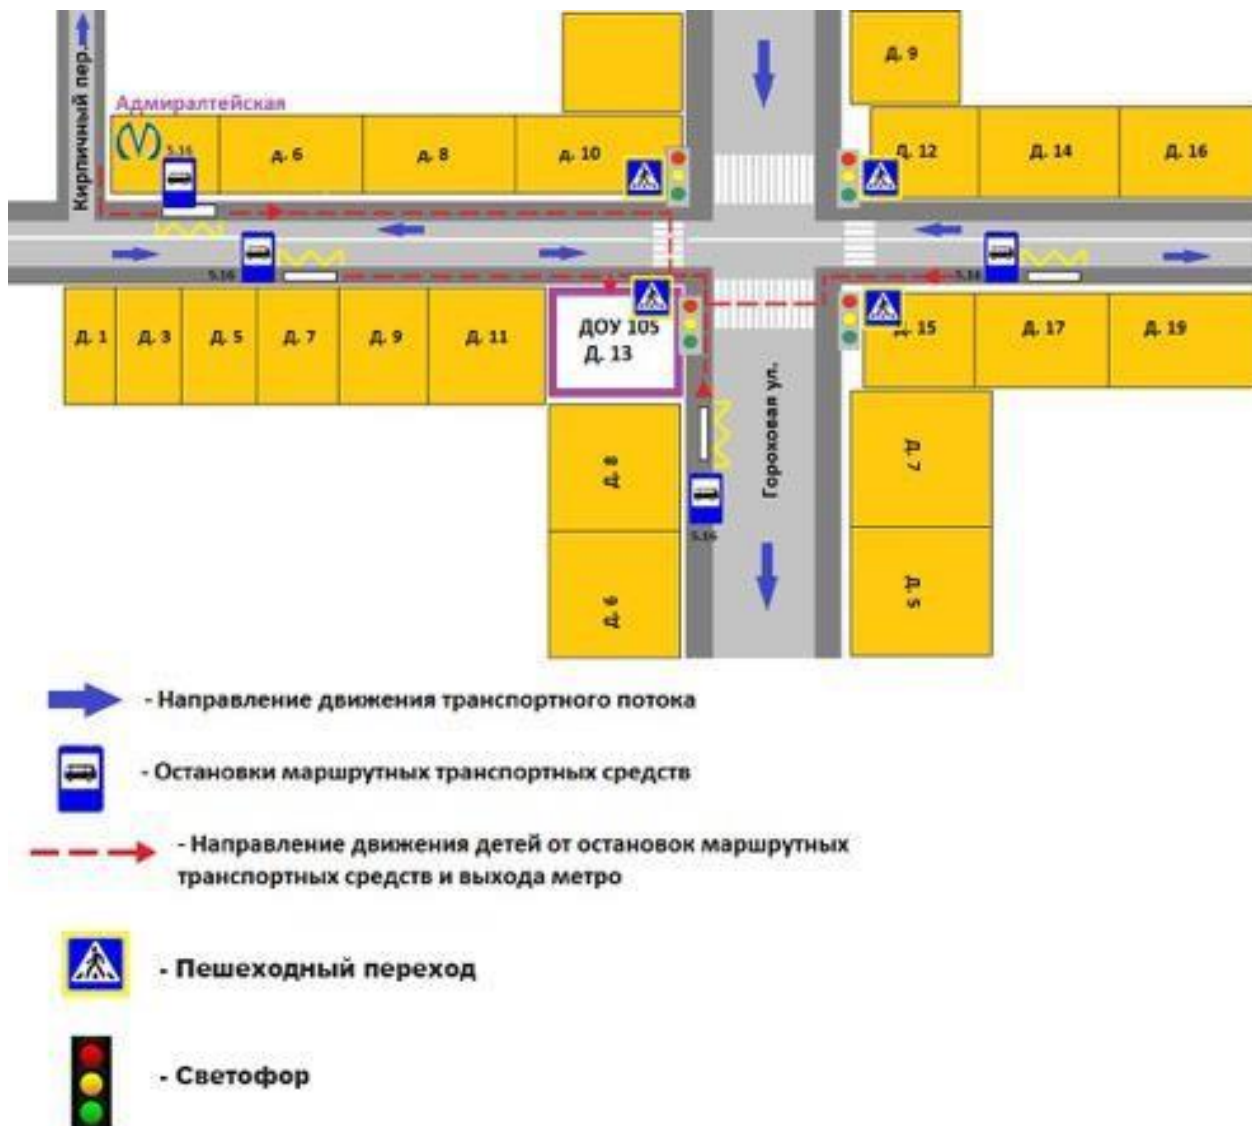 Кирпичный пер.
Адмиралтейская
5.16
д. 6
д. 8
д. 10
Д. 9
Д. 12
Д. 14
Д. 16
5.16
5.16
Д. 1
Д. 3
Д. 5
Д. 7
Д. 9
Д. 11
ДОУ 105
Д. 13
Д. 15
Д. 17
Д. 19
Д. 8
Д. 6
5.16
Гороховая ул.
Д. 7
Д. 5
- Направление движения транспортного потока
- Остановки маршрутных транспортных средств
- Направление движения детей от остановок маршрутных
транспортных средств и выхода метро
- Пешеходный переход
- Светофор